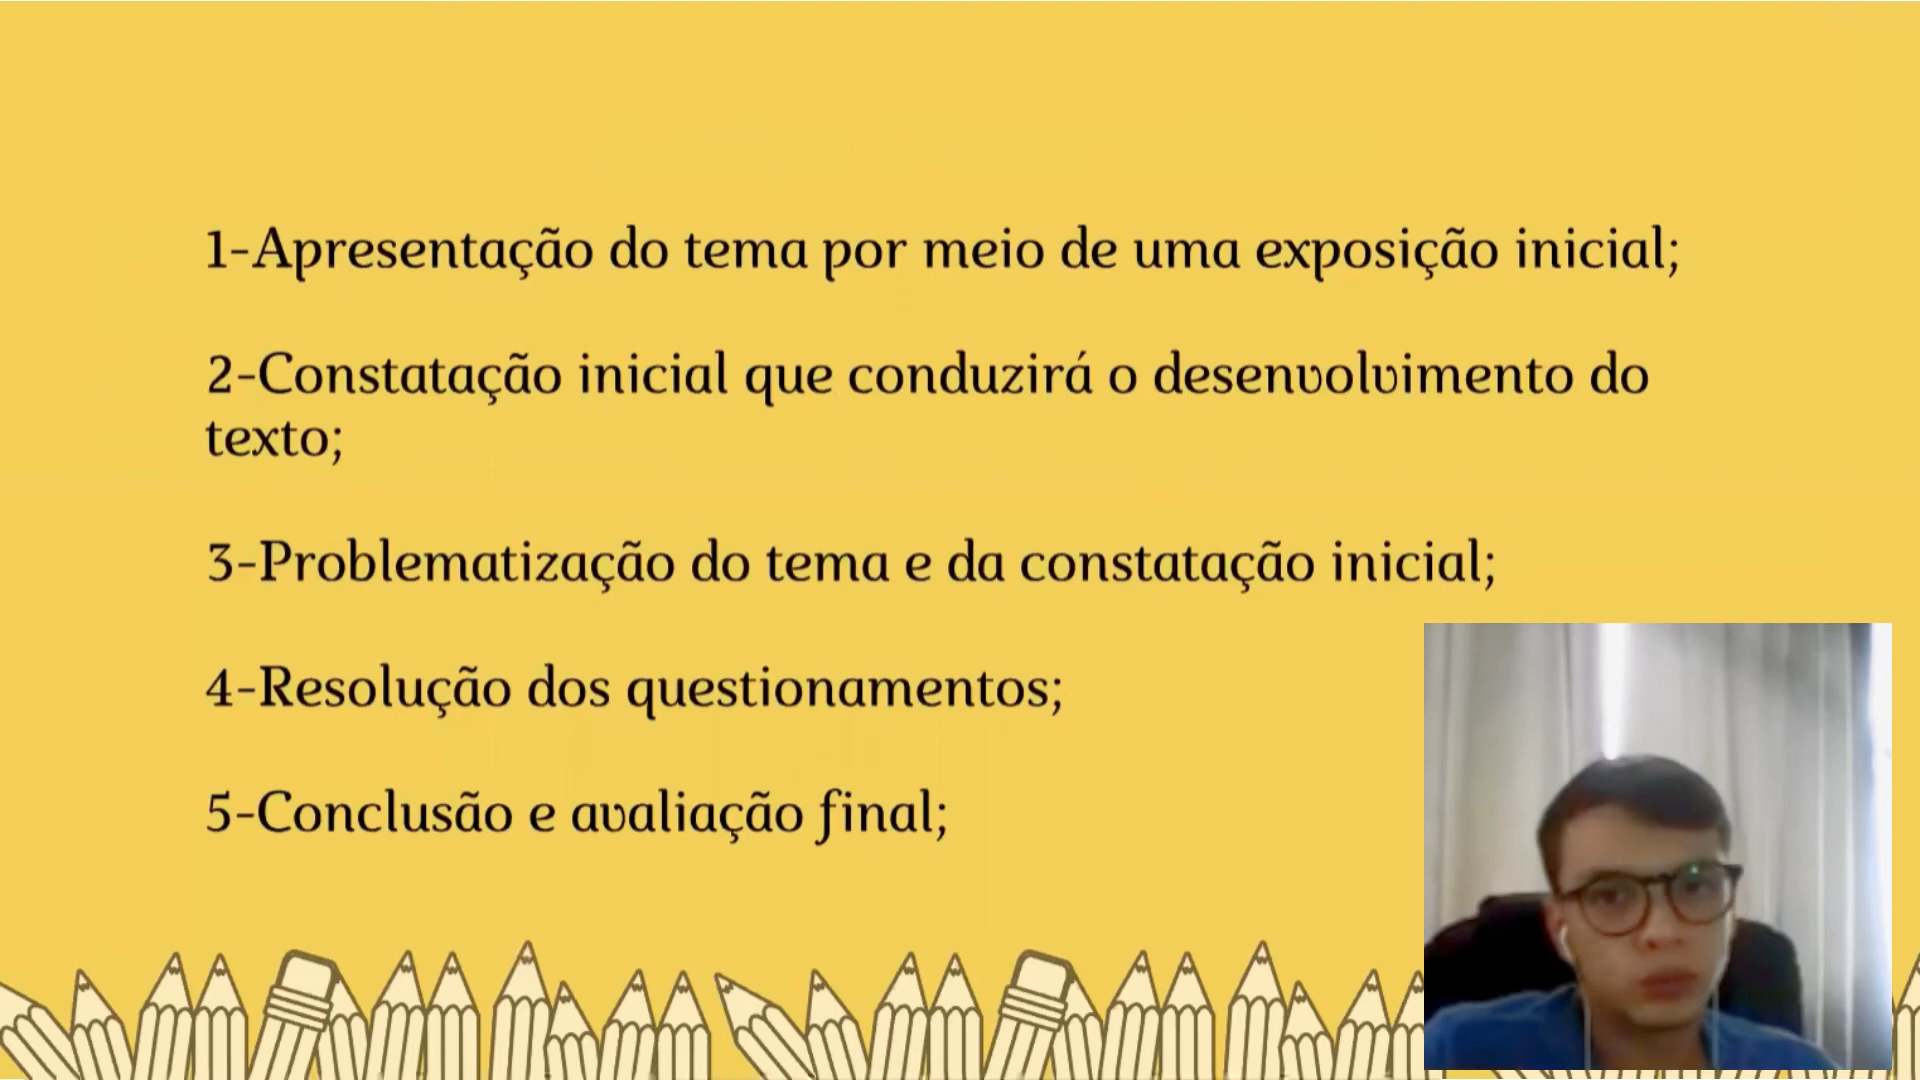 1-Apresentação do tema por meio de uma exposição inicial;
2-Constatação inicial que conduzirá o desenvolvimento do
texto;
3-Problematização do tema e da constatação inicial;
4-Resolução dos questionamentos;
5-Conclusão e avaliação final;